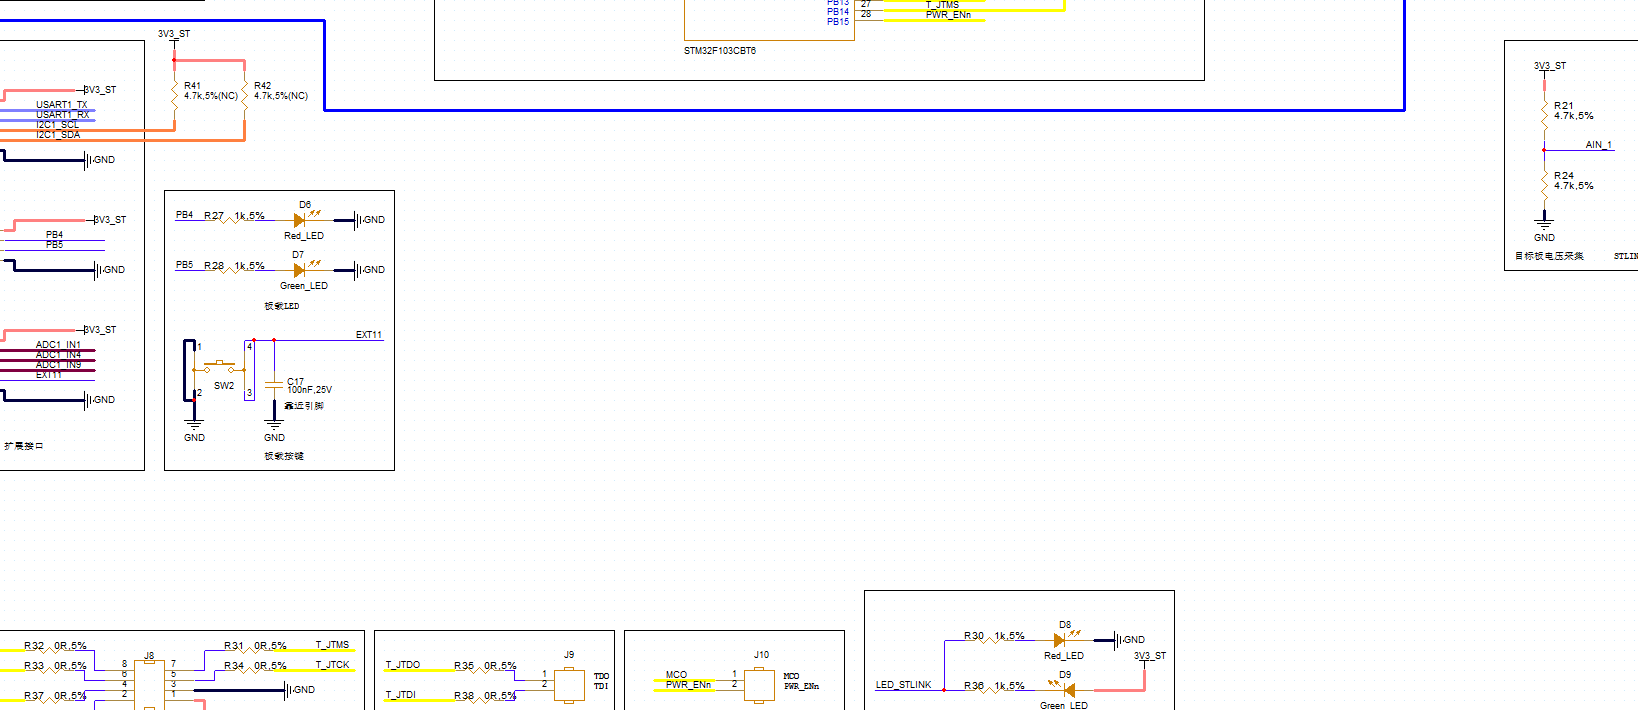 PB13 27
PB14 28
PB15
T_JTMS
PWR_ENn
STM32F103CBT6
3V3_ST
R41
4.7k,5%(NC)
R42
4.7k,5%(NC)
3V3_ST
USART1_TX
USART1_RX
I2C1_SCL
I2C1_SDA
GND
3V3_ST
PB4
PB5
GND
3V3_ST
ADC1_IN1
ADC1_IN4
ADC1_IN9
EXT11
GND
扩展接口
PB4 R27 1k,5% D6 GND
Red_LED
PB5 R28 1k,5% D7 GND
Green_LED
板载LED
EXT11
1 4
SW2
2 3
C17
100nF,25V
靠近引脚
GND GND
板载按键
3V3_ST
R21
4.7k,5%
AIN_1
R24
4.7k,5%
GND
目标板电压采集
STLIN
R32 0R,5%
R33 0R,5%
R37 0R,5%
J8
8 7
6 5
4 3
2 1
R31 0R,5% T_JTMS
R34 0R,5% T_JTCK
GND
T_JTDO R35 0R,5%
T_JTDI R38 0R,5%
J9
1 TDO
2 TDI
J10
MCO 1 MCO
PWR_ENn 2 PWR_ENn
R30 1k,5% D8 GND
Red_LED
3V3_ST
LED_STLINK R36 1k,5% D9
Green_LED